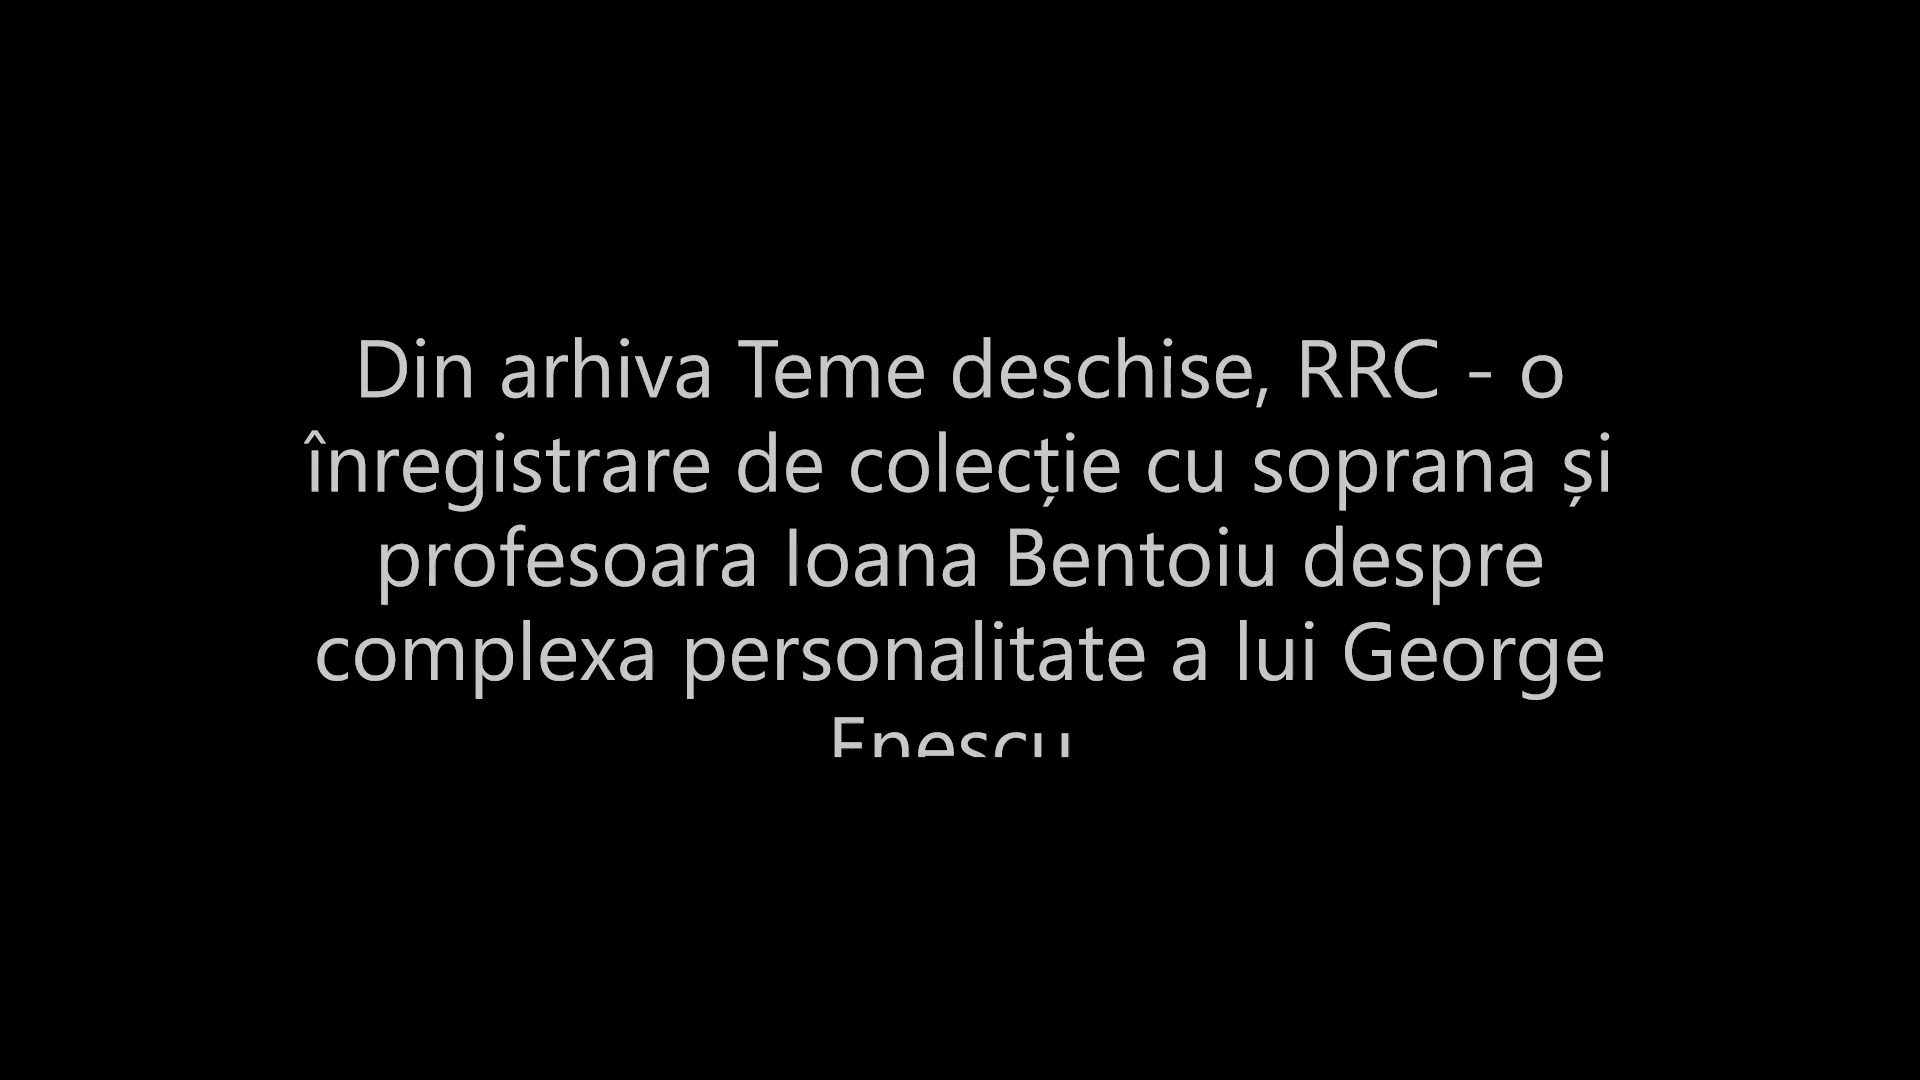 Din arhiva Teme deschise, RRC - o
înregistrare de colecție cu soprana și
profesoara Ioana Bentoiu despre
complexa personalitate a lui George
Enescu